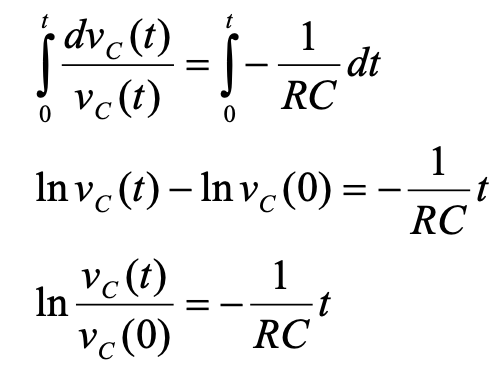 ∫₀ᵗ dv_C(t)/v_C(t) = ∫₀ᵗ − 1/RC dt
ln v_C(t) − ln v_C(0) = − 1/RC t
ln v_C(t)/v_C(0) = − 1/RC t